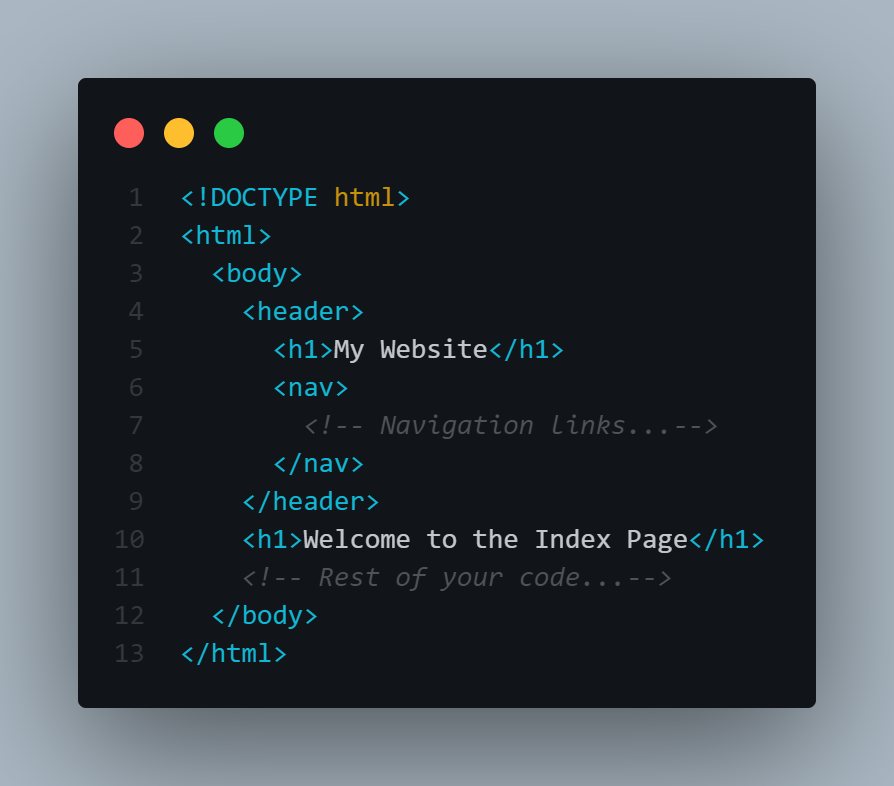 1 <!DOCTYPE html>
2 <html>
3   <body>
4     <header>
5       <h1>My Website</h1>
6       <nav>
7         <!-- Navigation links...-->
8       </nav>
9     </header>
10     <h1>Welcome to the Index Page</h1>
11     <!-- Rest of your code...-->
12   </body>
13 </html>